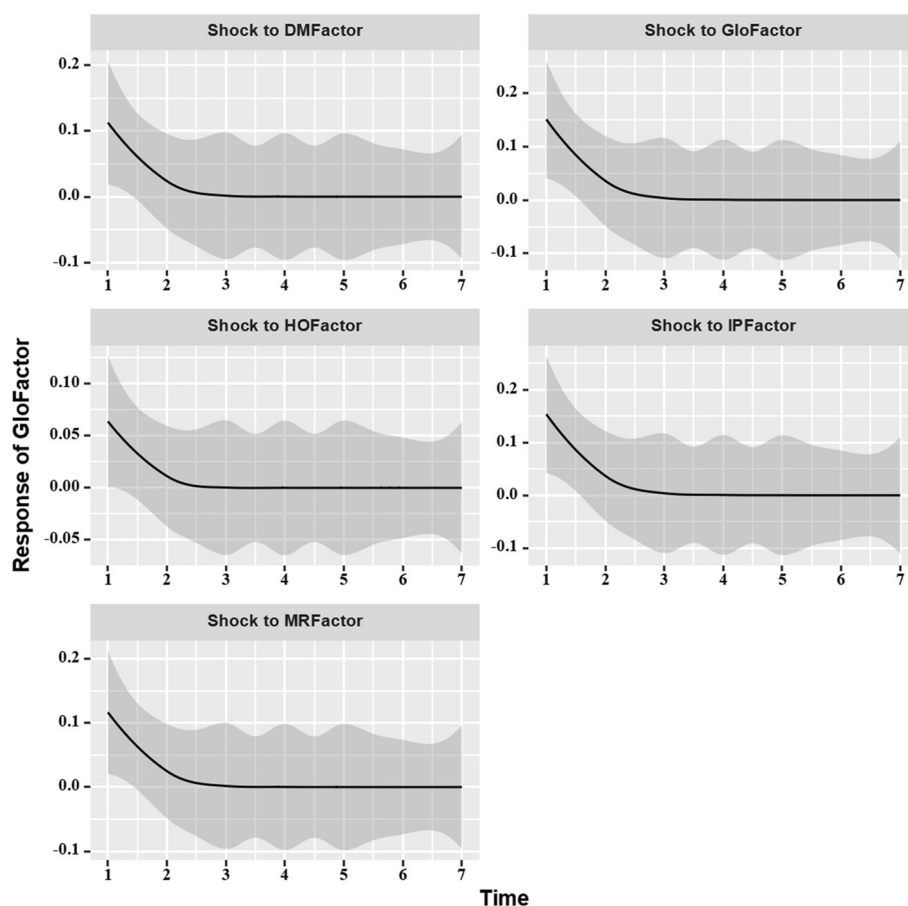 Shock to DMFactor
0.2
0.1
0.0
-0.1
1 2 3 4 5 6 7
Shock to GloFactor
0.2
0.1
0.0
-0.1
1 2 3 4 5 6 7
Shock to HOFactor
0.10
0.05
0.00
-0.05
1 2 3 4 5 6 7
Shock to IPFactor
0.2
0.1
0.0
-0.1
1 2 3 4 5 6 7
Shock to MRFactor
0.2
0.1
0.0
-0.1
1 2 3 4 5 6 7
Response of GloFactor
Time